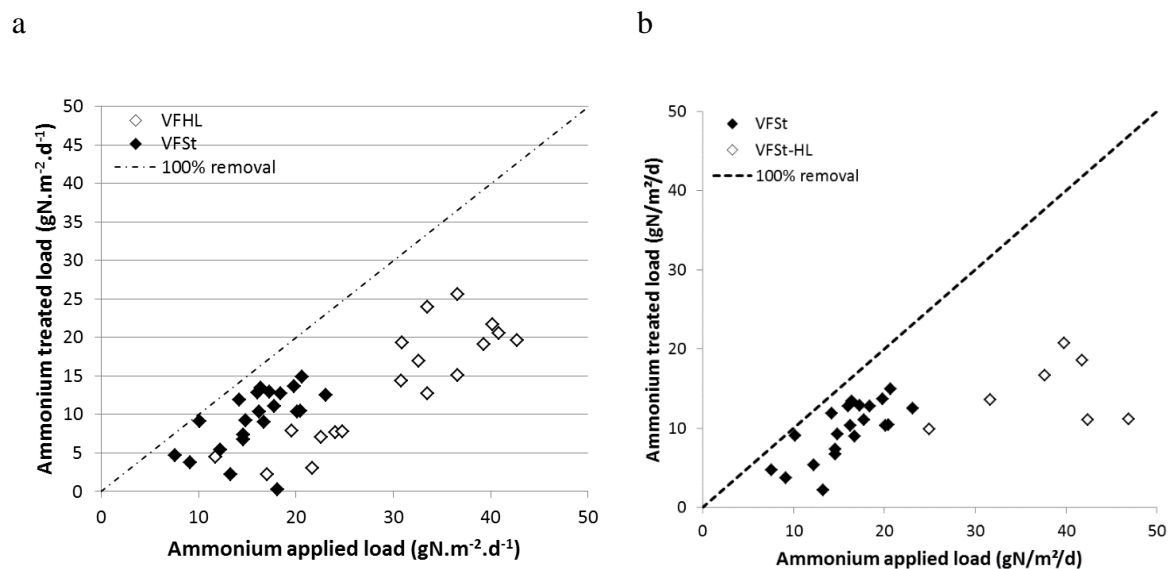 a
b
50
45
40
35
30
25
20
15
10
5
0
VFHL
VFSt
100% removal
Ammonium treated load (gN.m⁻².d⁻¹)
0 10 20 30 40 50
Ammonium applied load (gN.m⁻².d⁻¹)
50
40
30
20
10
0
VFSt
VFSt-HL
100% removal
Ammonium treated load (gN/m²/d)
0 10 20 30 40 50
Ammonium applied load (gN/m²/d)